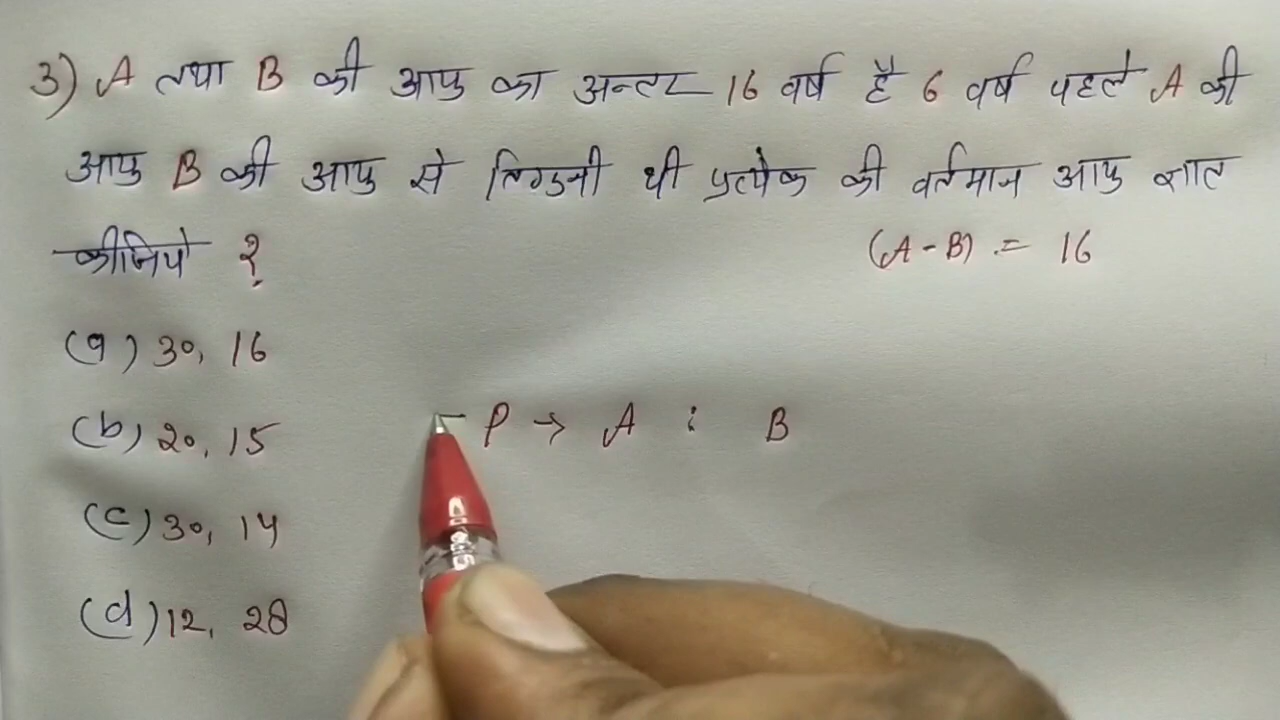 3) A तथा B की आयु का अन्तर 16 वर्ष है 6 वर्ष पहले A की
आयु B की आयु से तिगुनी थी प्रत्येक की वर्तमान आयु ज्ञात
कीजिये ?
(A - B) = 16
(a) 30, 16
(b) 20, 15
P → A : B
(c) 30, 14
(d) 12, 28